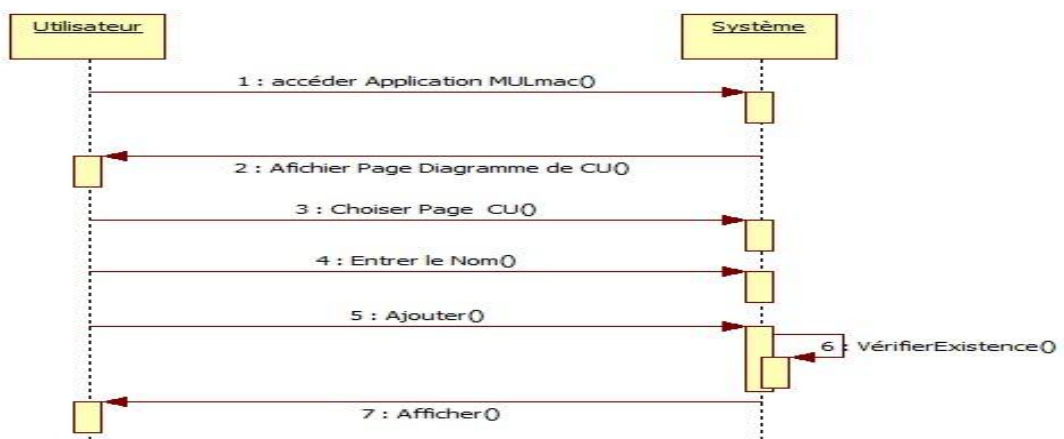 Utilisateur
Système
1 : accéder Application MULmac()
2 : Afichier Page Diagramme de CU()
3 : Choiser Page CU()
4 : Entrer le Nom()
5 : Ajouter()
6 : VérifierExistence()
7 : Afficher()